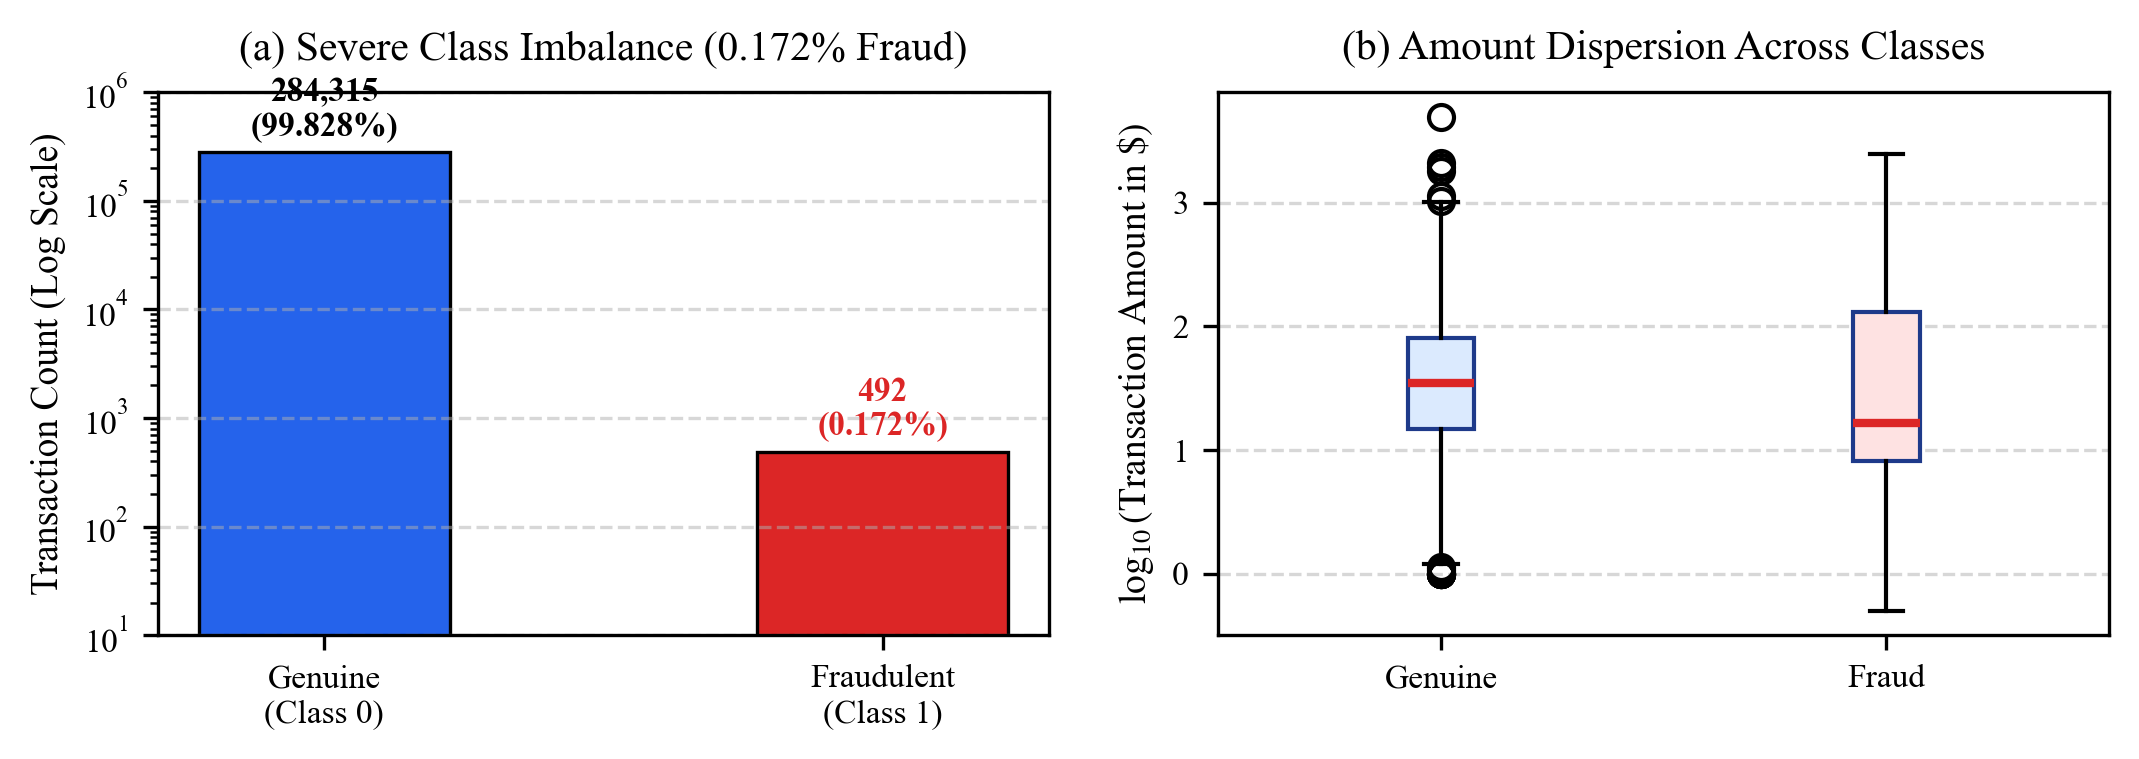 (a) Severe Class Imbalance (0.172% Fraud)
Transaction Count (Log Scale)
10^6
10^5
10^4
10^3
10^2
10^1
284,315
(99.828%)
492
(0.172%)
Genuine
(Class 0)
Fraudulent
(Class 1)
(b) Amount Dispersion Across Classes
log₁₀(Transaction Amount in $)
3
2
1
0
Genuine
Fraud